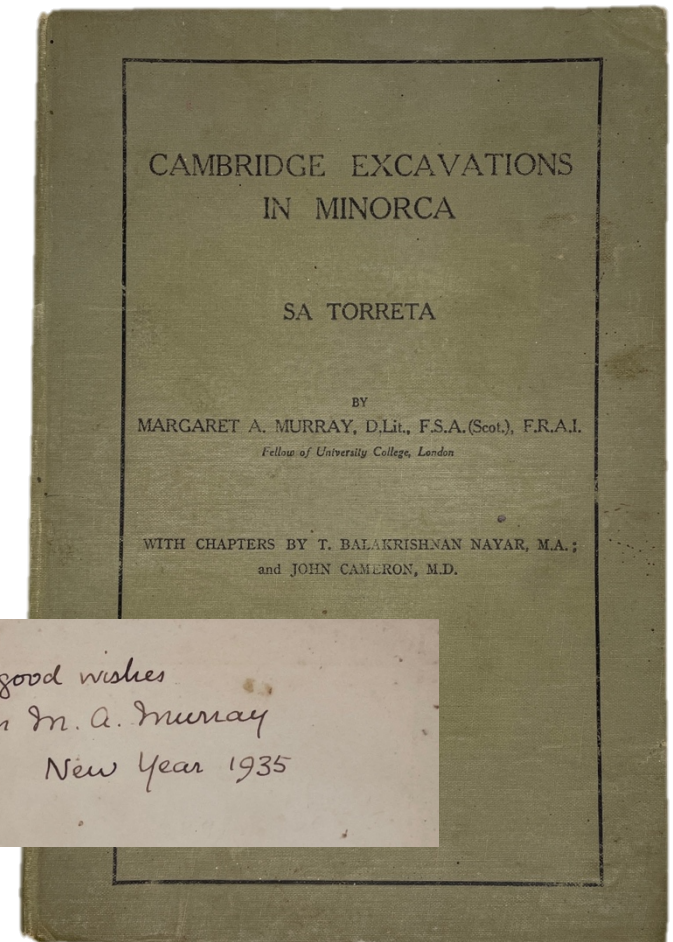 CAMBRIDGE EXCAVATIONS
IN MINORCA
SA TORRETA
BY
MARGARET A. MURRAY, D.Lit., F.S.A.(Scot.), F.R.A.I.
Fellow of University College, London
WITH CHAPTERS BY T. BALAKRISHNAN NAYAR, M.A.;
and JOHN CAMERON, M.D.
good wishes
M. A. Murray
New Year 1935